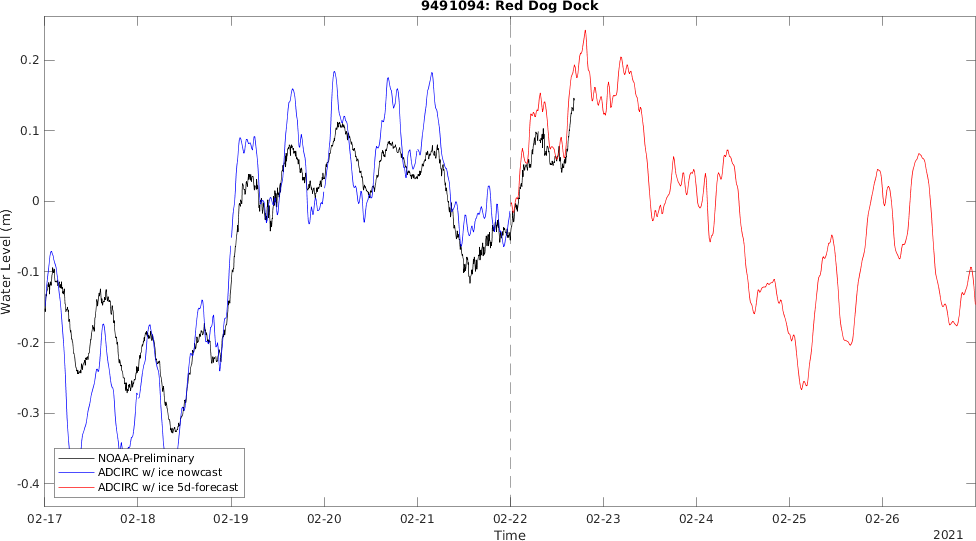 9491094: Red Dog Dock
Water Level (m)
0.2
0.1
0
-0.1
-0.2
-0.3
-0.4
NOAA-Preliminary
ADCIRC w/ ice nowcast
ADCIRC w/ ice 5d-forecast
02-17 02-18 02-19 02-20 02-21 02-22 02-23 02-24 02-25 02-26
Time
2021